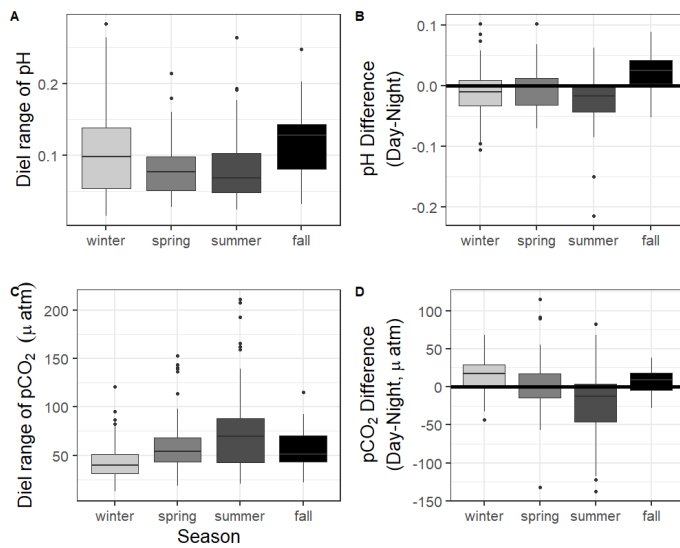 A
Diel range of pH
0.2
0.1
winter spring summer fall
B
pH Difference
(Day-Night)
0.1
0.0
-0.1
-0.2
winter spring summer fall
C
Diel range of pCO₂ (μ atm)
200
150
100
50
winter spring summer fall
Season
D
pCO₂ Difference
(Day-Night, μ atm)
100
50
0
-50
-100
-150
winter spring summer fall